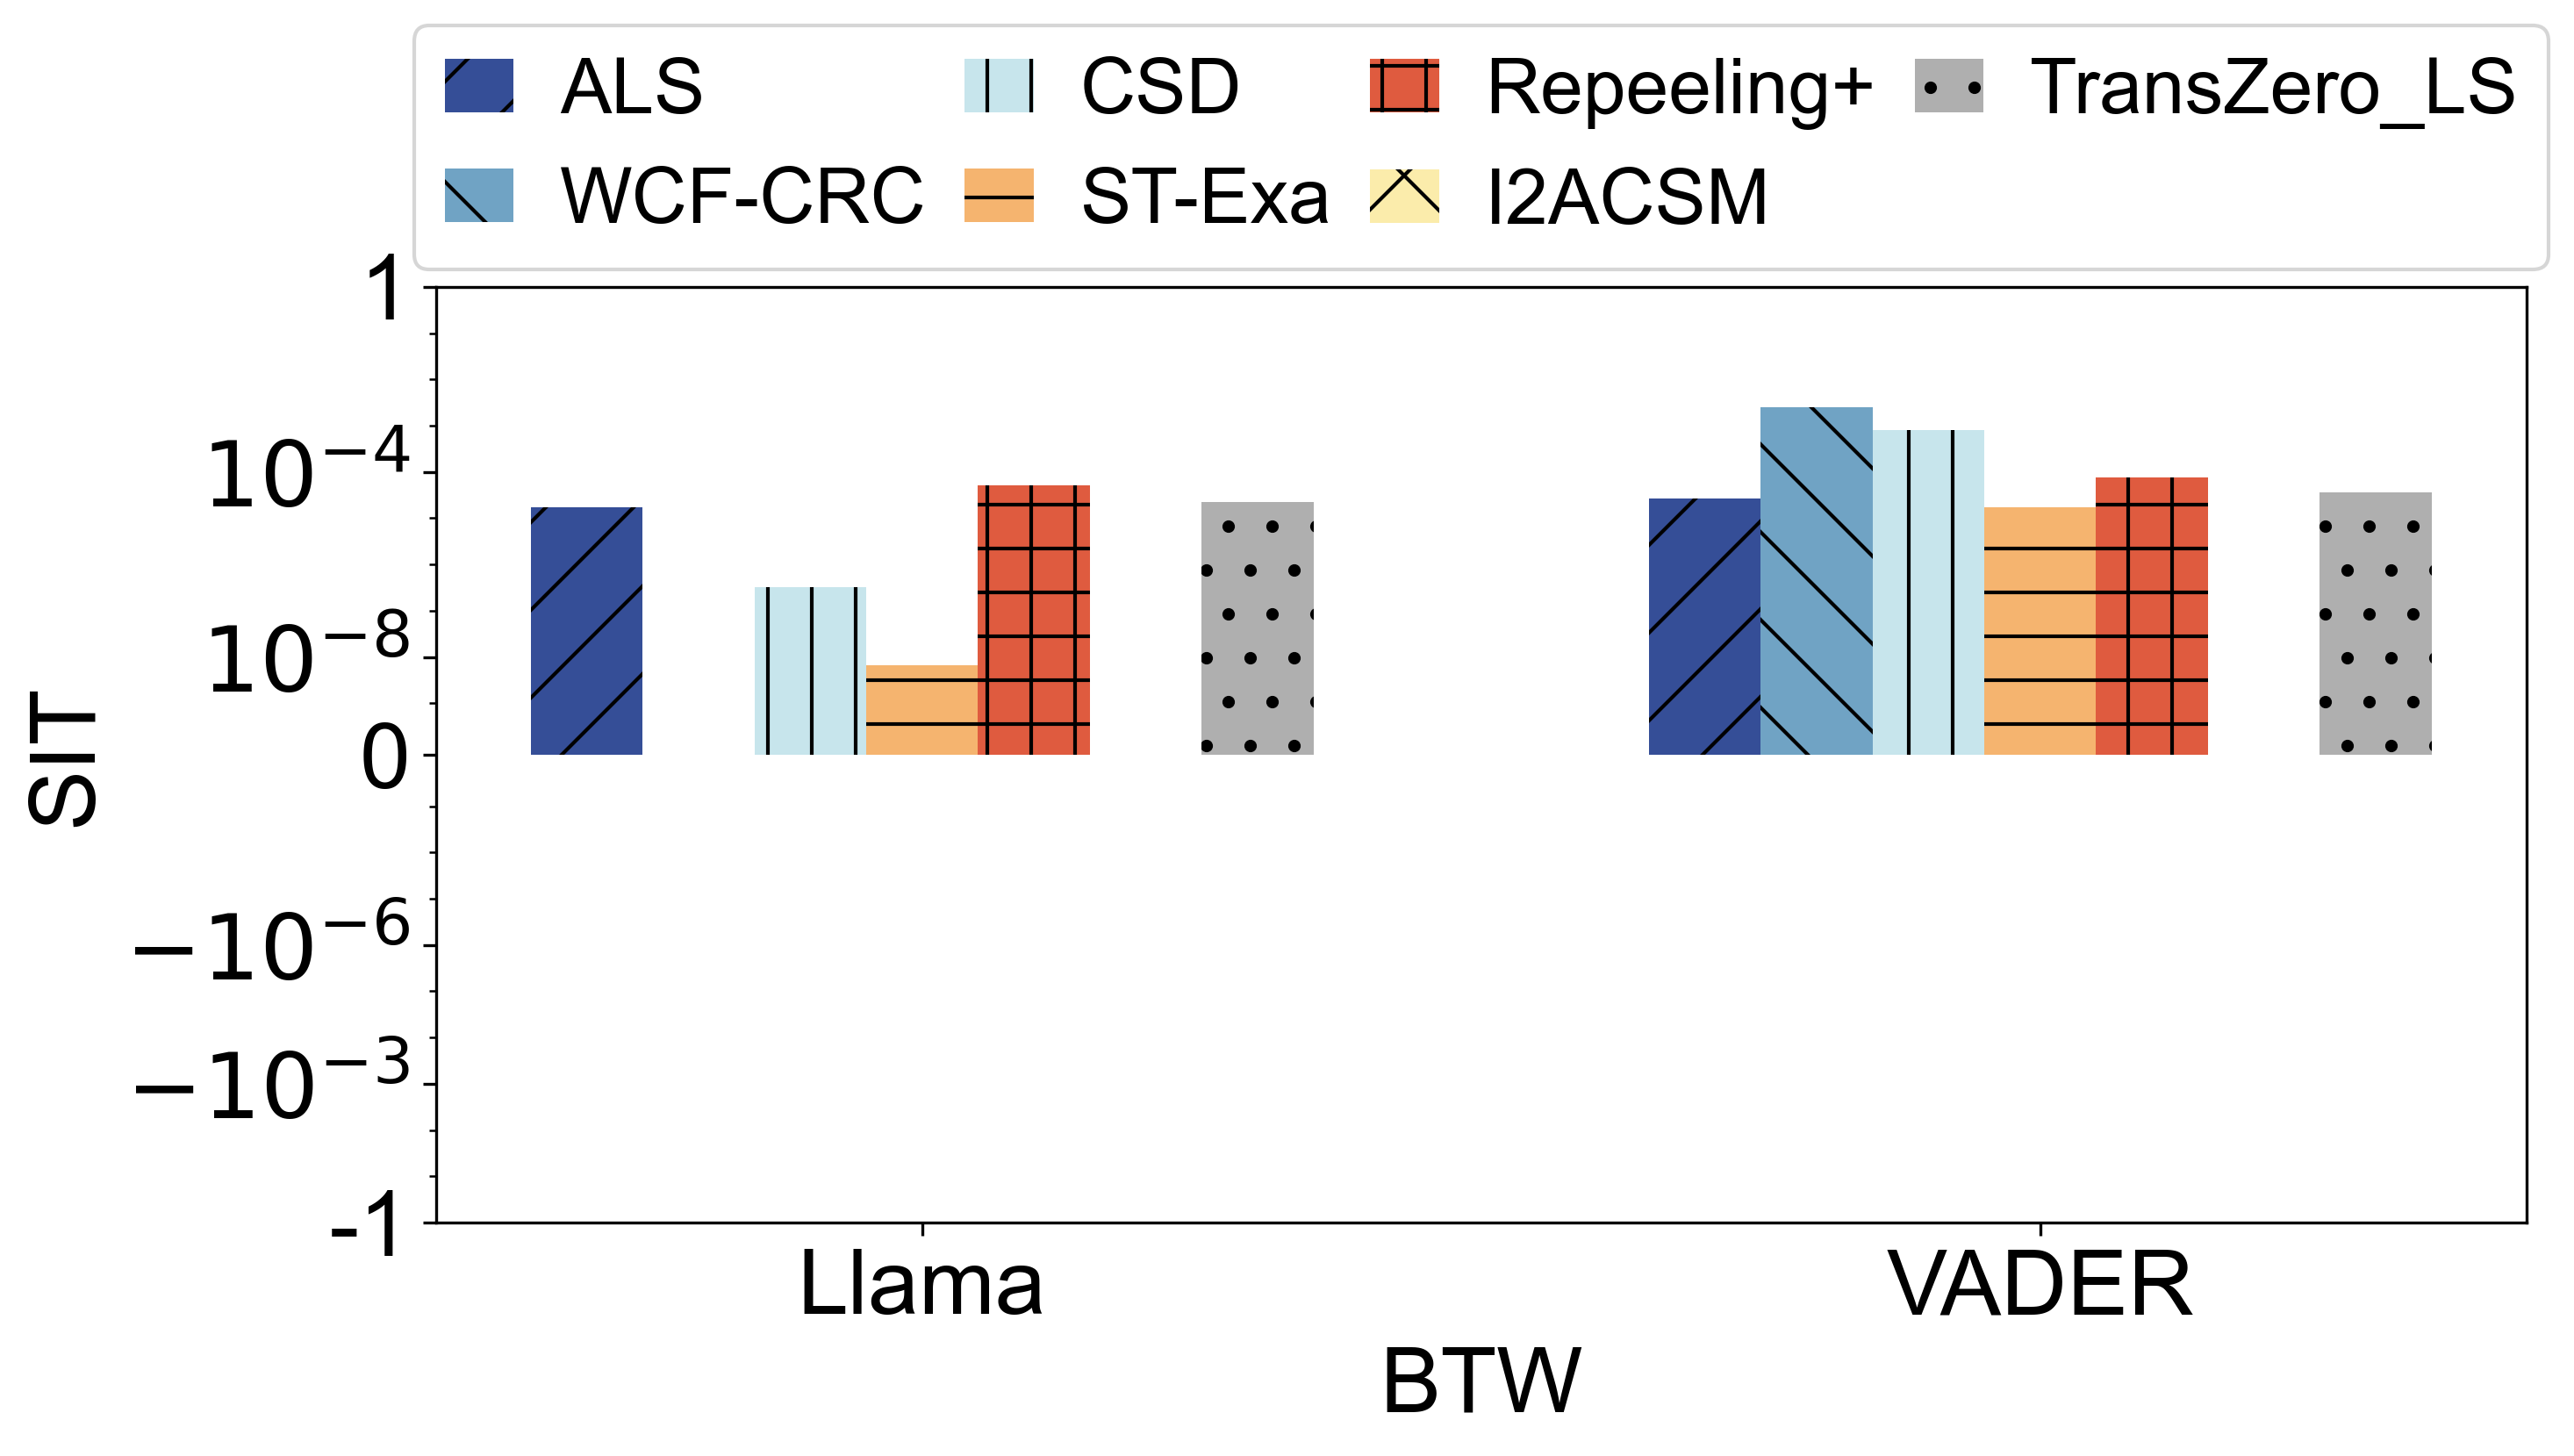 ALS CSD Repeeling+ TransZero_LS
WCF-CRC ST-Exa I2ACSM
1
10⁻⁴
10⁻⁸
0
−10⁻⁶
−10⁻³
-1
SIT
Llama VADER
BTW